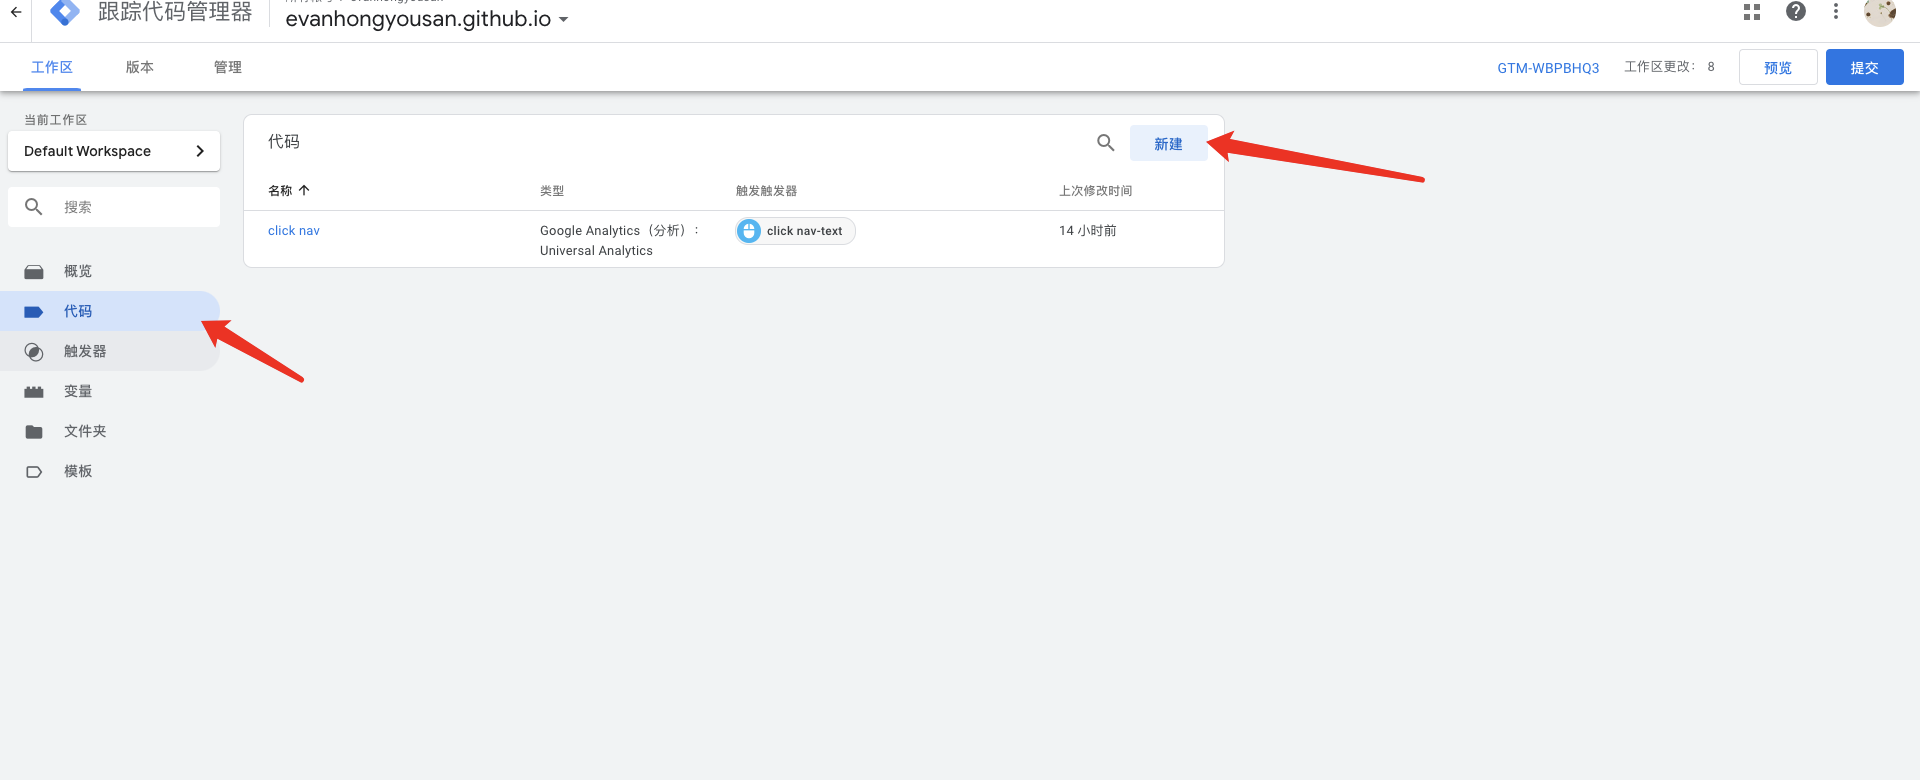 跟踪代码管理器
evanhongyousan.github.io
工作区
版本
管理
GTM-WBPBHQ3
工作区更改： 8
预览
提交
当前工作区
Default Workspace
搜索
概览
代码
触发器
变量
文件夹
模板
代码
新建
名称
类型
触发触发器
上次修改时间
click nav
Google Analytics（分析）：
Universal Analytics
click nav-text
14 小时前